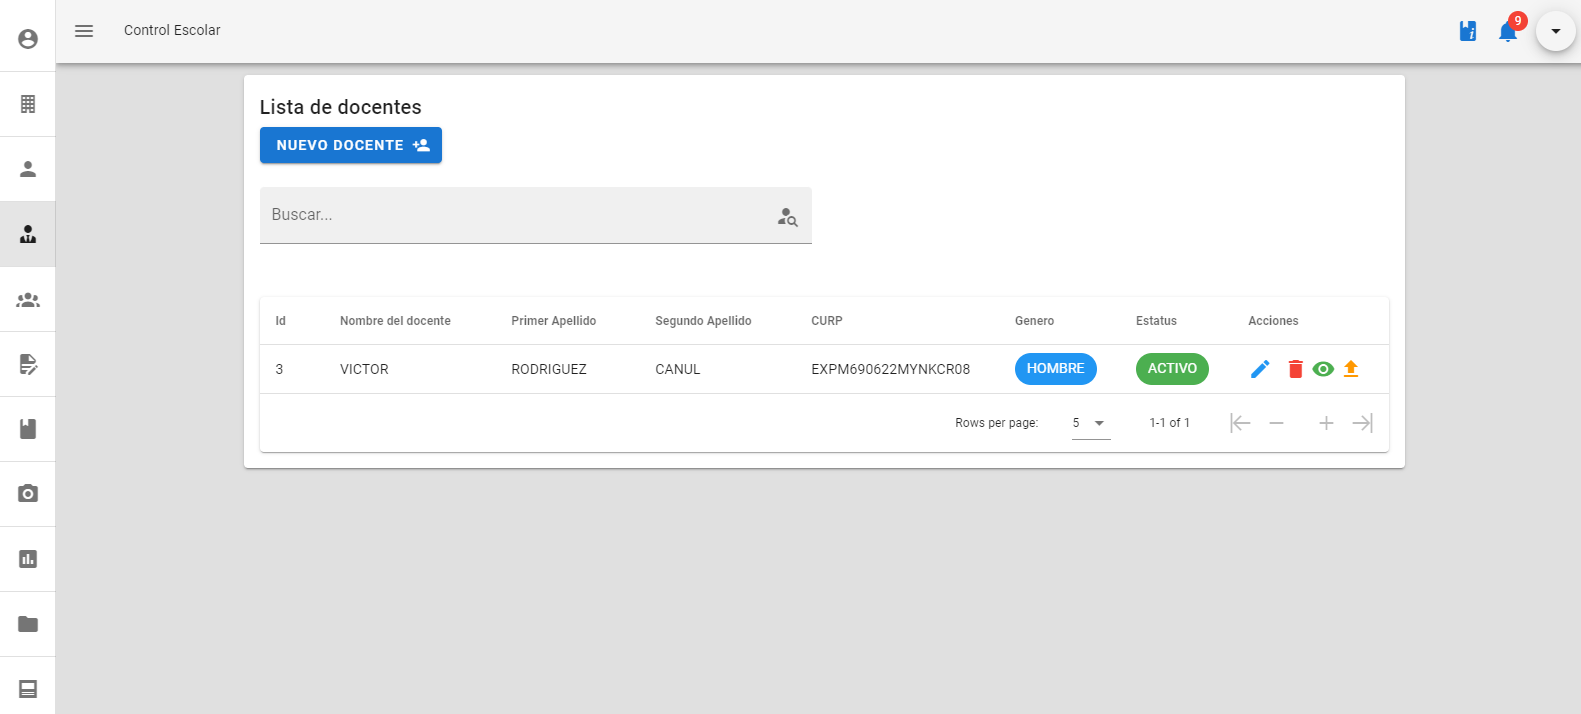 Control Escolar
9
Lista de docentes
NUEVO DOCENTE
Buscar...
Id Nombre del docente Primer Apellido Segundo Apellido CURP Genero Estatus Acciones
3 VICTOR RODRIGUEZ CANUL EXPM690622MYNKCR08 HOMBRE ACTIVO
Rows per page: 5 1-1 of 1